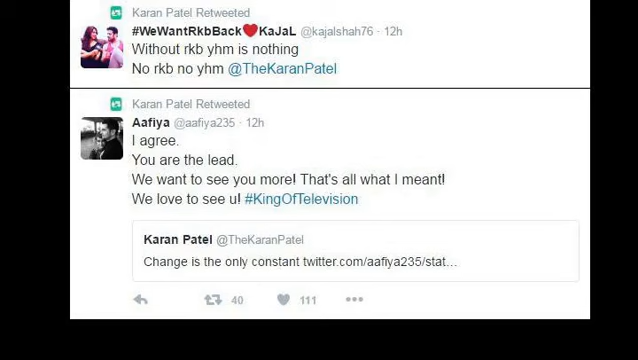 Karan Patel Retweeted
#WeWantRkbBack❤KaJaL @kajalshah76 · 12h
Without rkb yhm is nothing
No rkb no yhm @TheKaranPatel
Karan Patel Retweeted
Aafiya @aafiya235 · 12h
I agree.
You are the lead.
We want to see you more! That's all what I meant!
We love to see u! #KingOfTelevision
Karan Patel @TheKaranPatel
Change is the only constant twitter.com/aafiya235/stat...
40 111